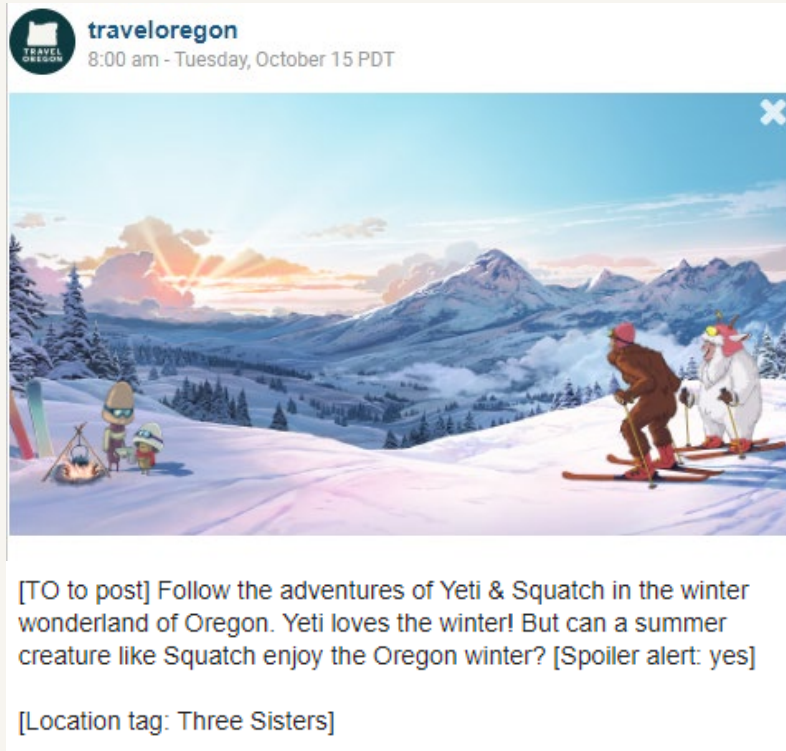 traveloregon
8:00 am - Tuesday, October 15 PDT
TRAVEL
OREGON
[TO to post] Follow the adventures of Yeti & Squatch in the winter
wonderland of Oregon. Yeti loves the winter! But can a summer
creature like Squatch enjoy the Oregon winter? [Spoiler alert: yes]
[Location tag: Three Sisters]